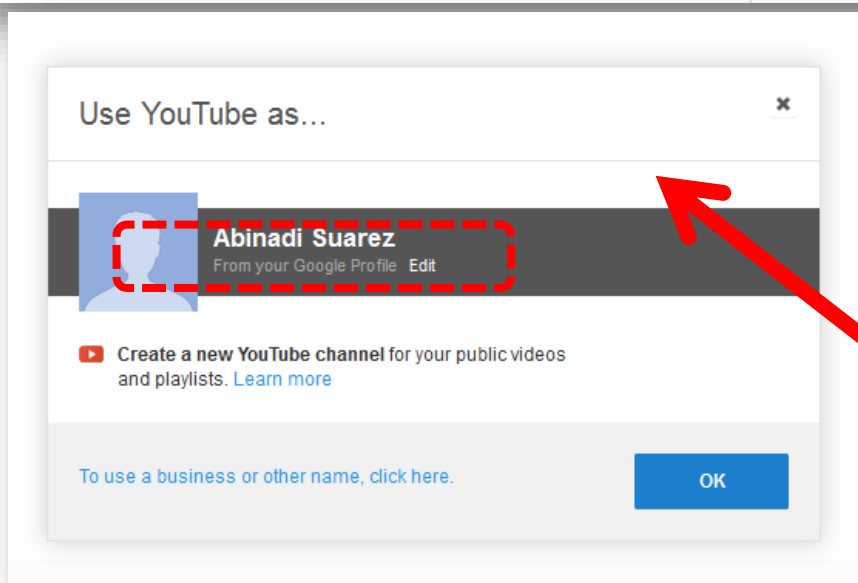 Use YouTube as...
Abinadi Suarez
From your Google Profile Edit
Create a new YouTube channel for your public videos
and playlists. Learn more
To use a business or other name, click here.
OK